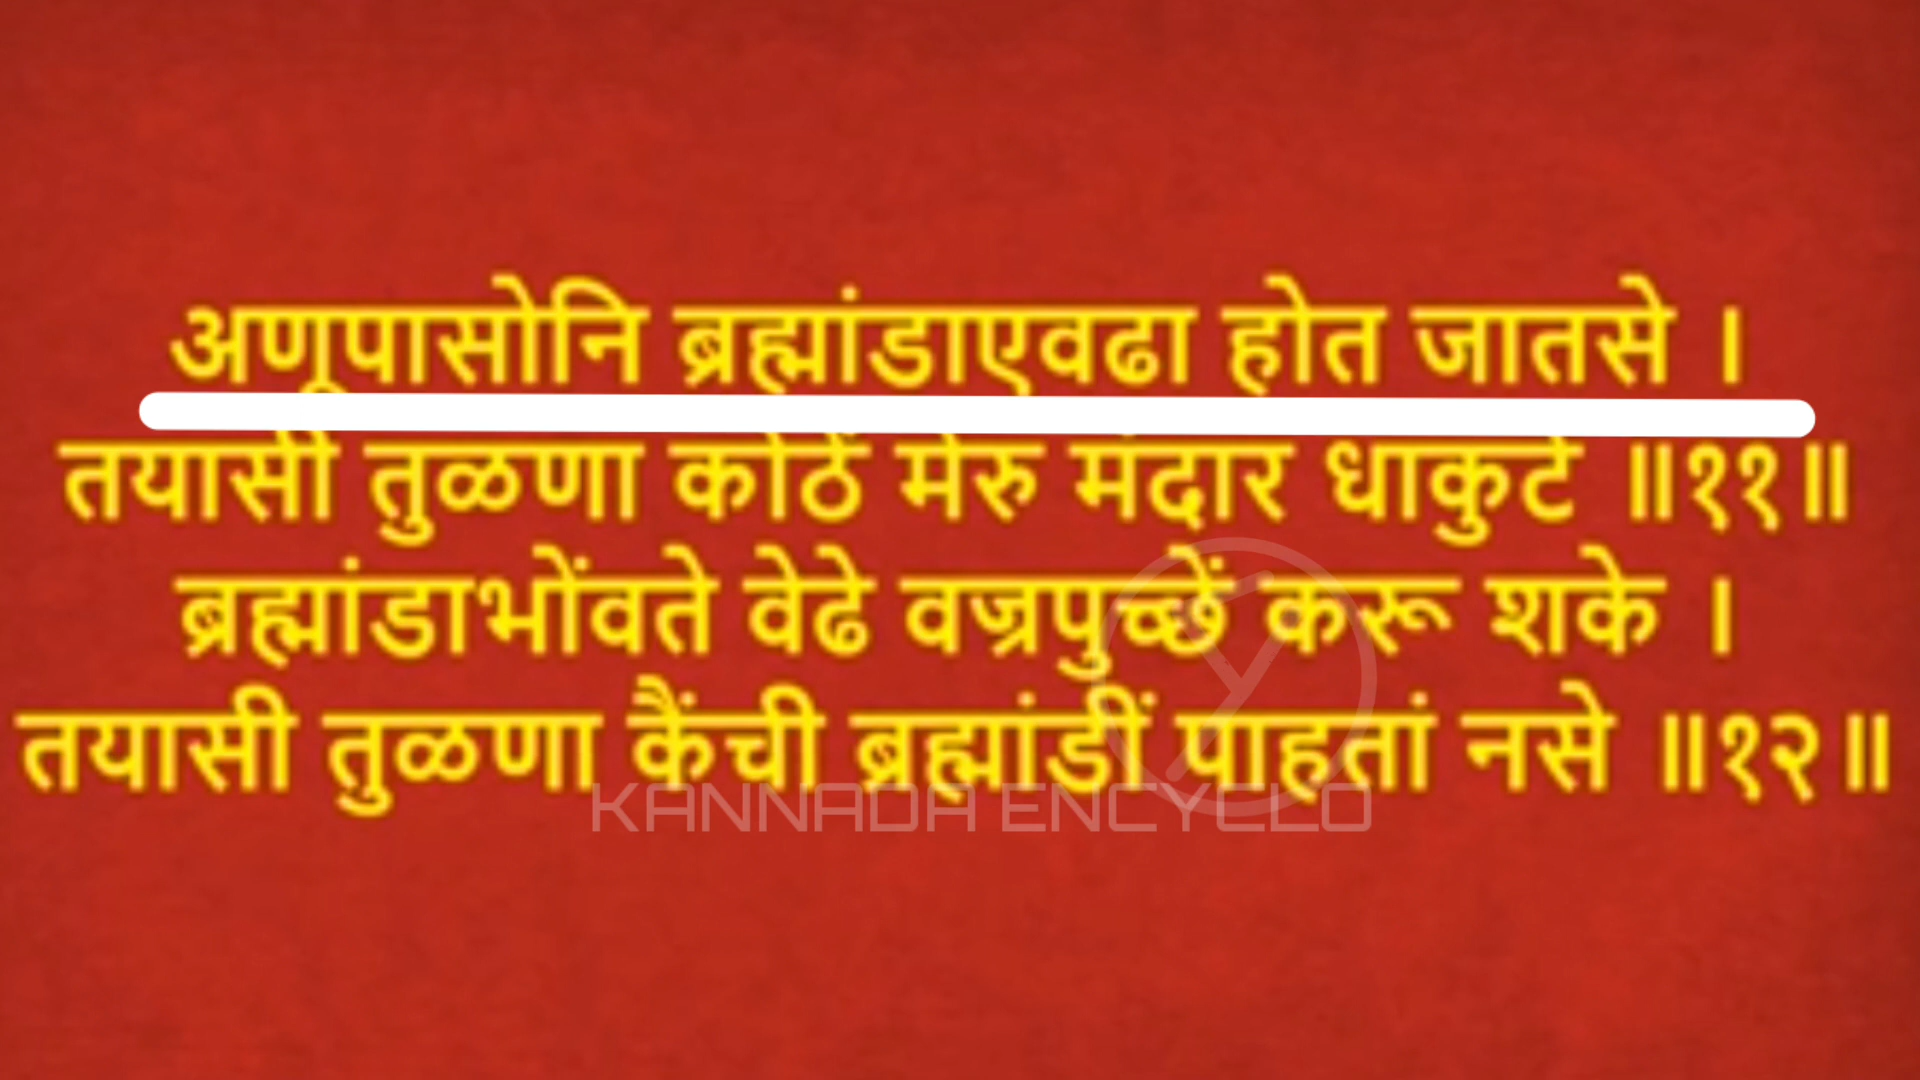 अणूपासोनि ब्रह्मांडाएवढा होत जातसे ।
तयासी तुळणा कोठें मेरु मंदार धाकुटे ॥११॥
ब्रह्मांडाभोंवते वेढे वज्रपुच्छें करू शके ।
तयासी तुळणा कैंची ब्रह्मांडीं पाहतां नसे ॥१२॥
KANNADA ENCYCLO